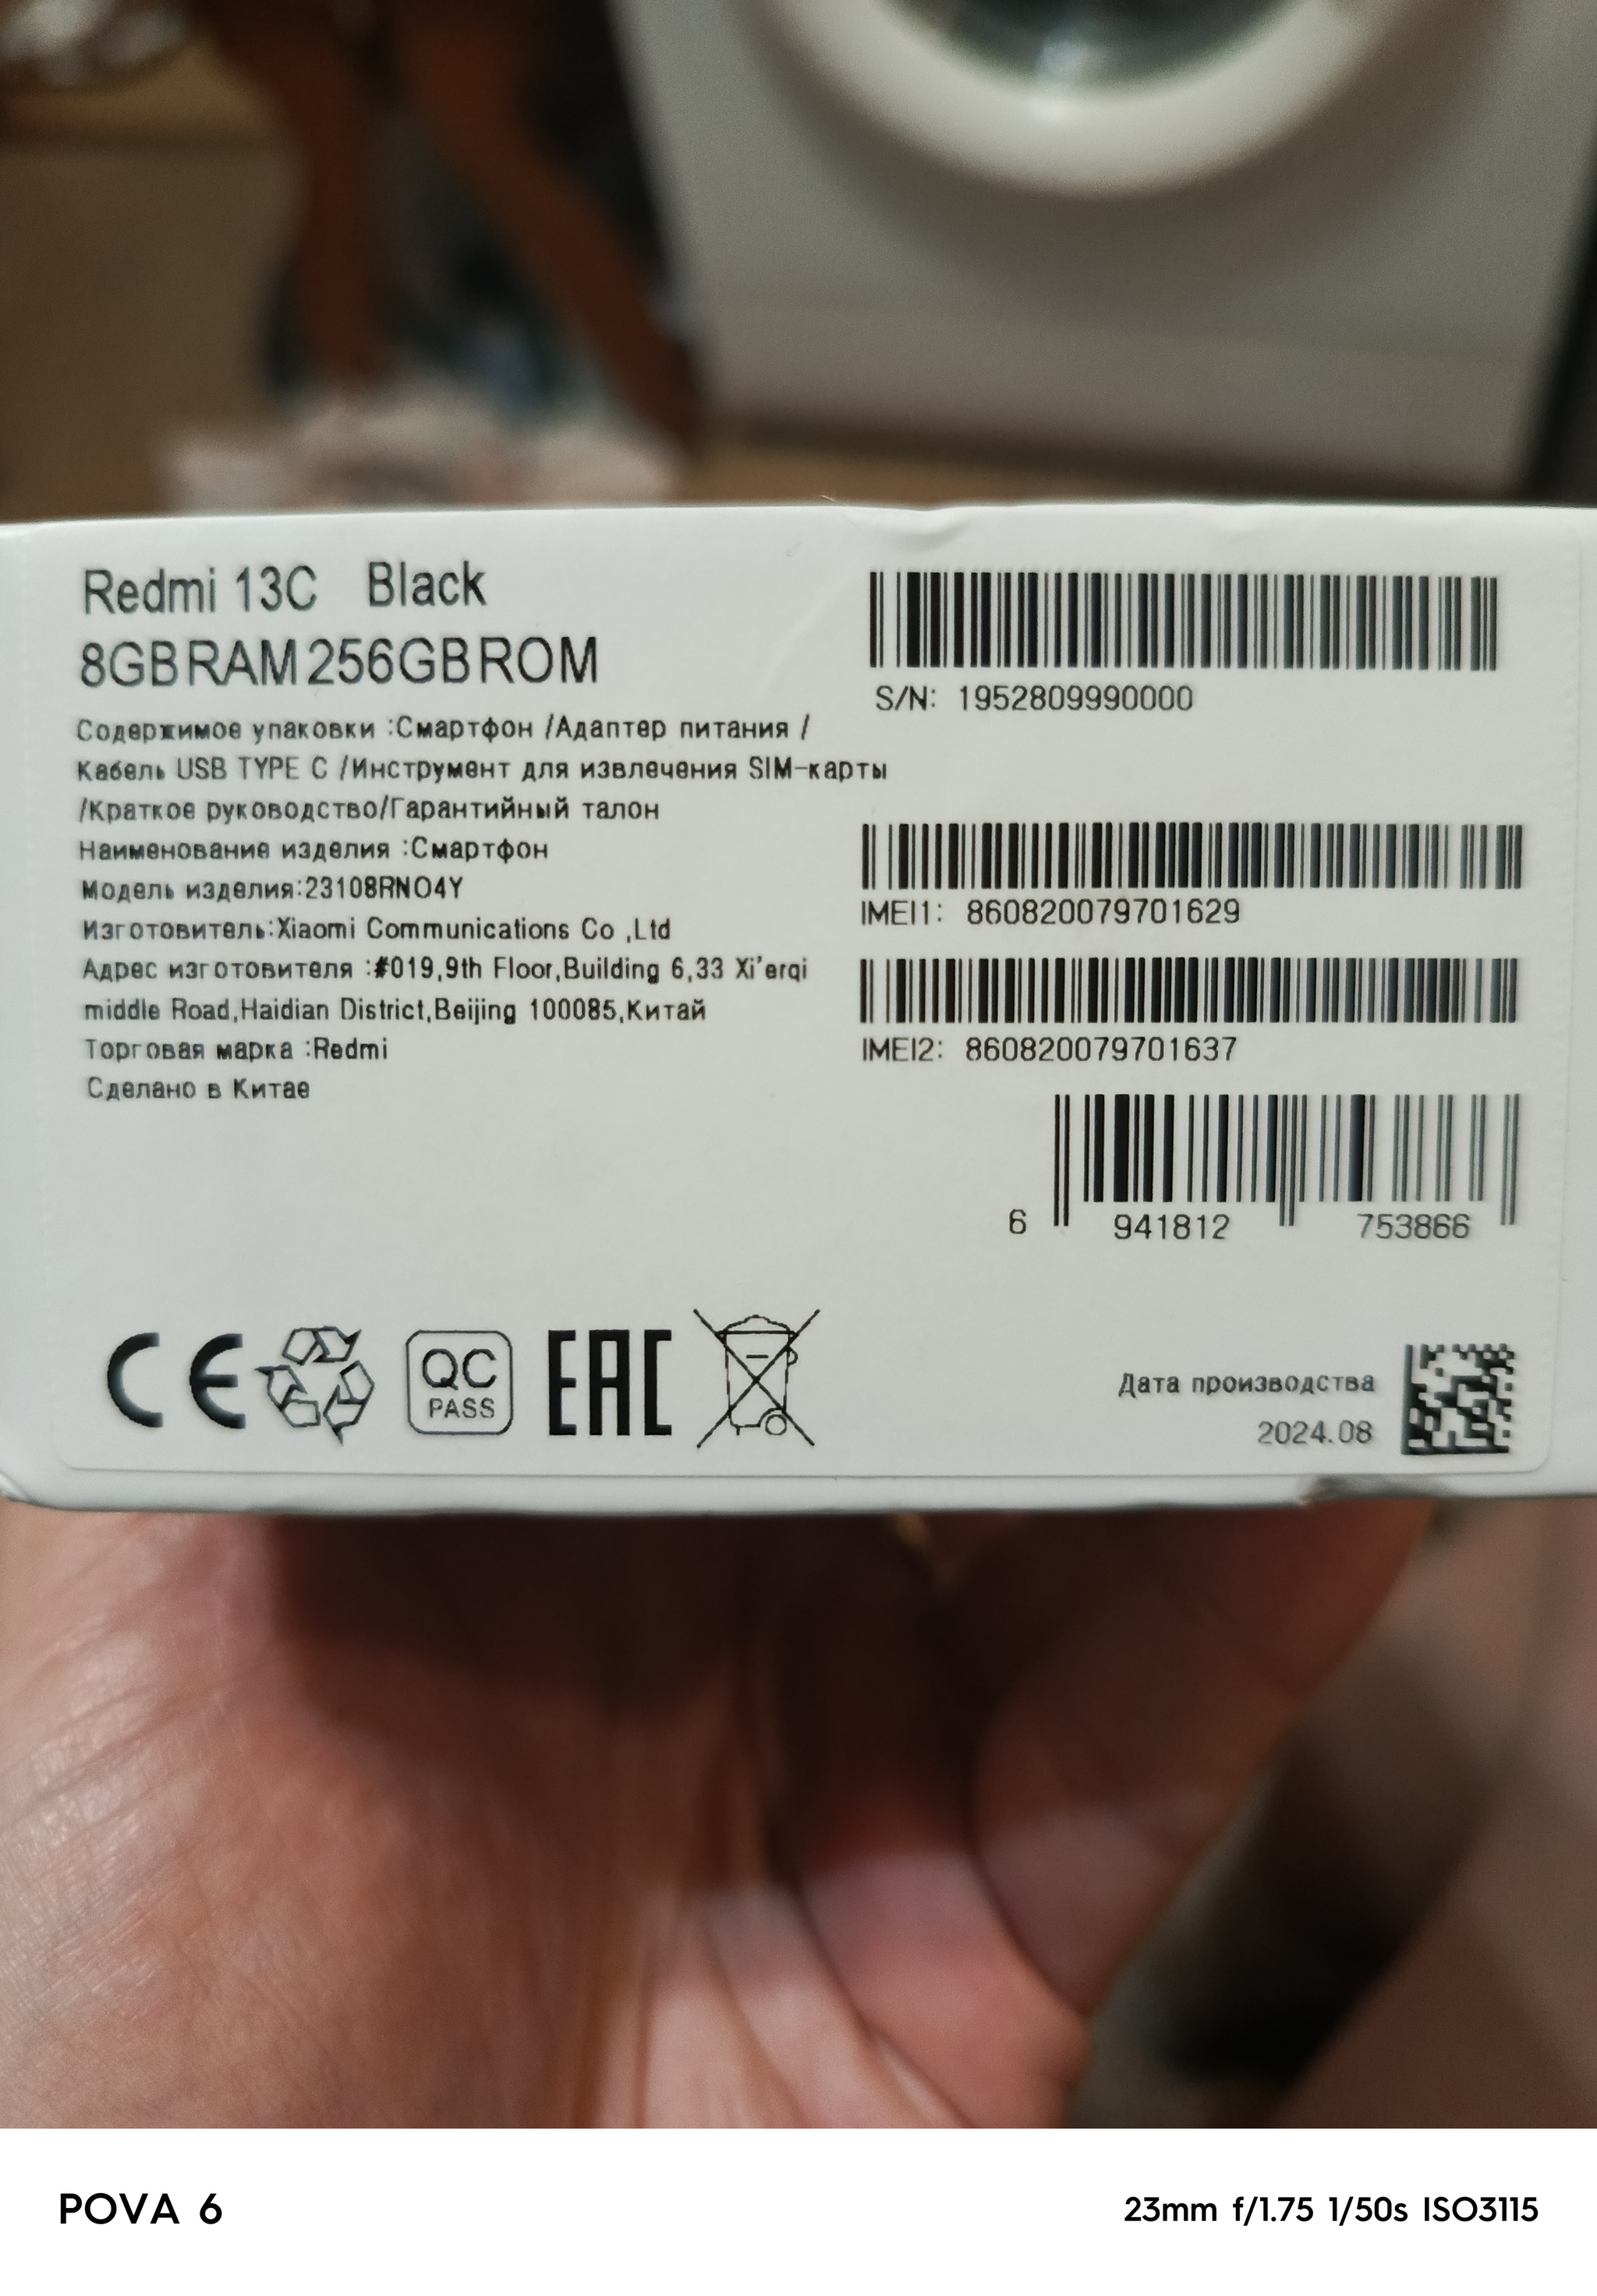 Redmi 13C Black
8GB RAM 256GB ROM
Содержимое упаковки :Смартфон /Адаптер питания /
Кабель USB TYPE C /Инструмент для извлечения SIM-карты
/Краткое руководство/Гарантийный талон
Наименование изделия :Смартфон
Модель изделия:23108RNO4Y
Изготовитель:Xiaomi Communications Co ,Ltd
Адрес изготовителя :#019,9th Floor,Building 6,33 Xi'erqi
middle Road,Haidian District,Beijing 100085,Китай
Торговая марка :Redmi
Сделано в Китае
S/N: 1952809990000
IMEI1: 860820079701629
IMEI2: 860820079701637
6 941812 753866
CE
QC
PASS
EAC
Дата производства
2024.08
POVA 6
23mm f/1.75 1/50s ISO3115